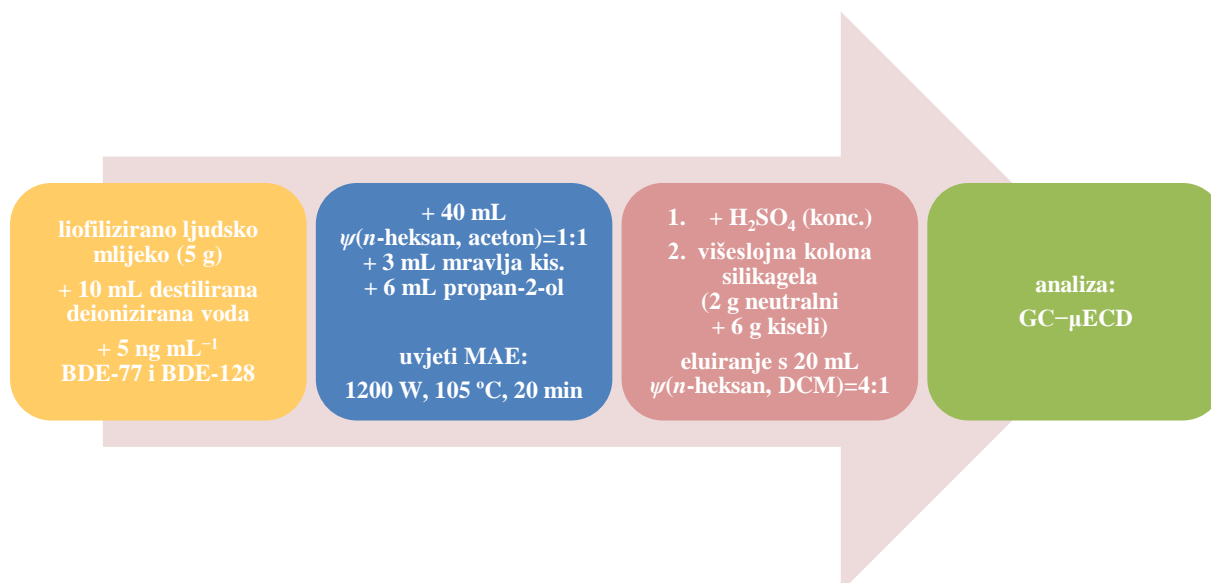 liofilizirano ljudsko
mlijeko (5 g)
+ 10 mL destilirana
deionizirana voda
+ 5 ng mL⁻¹
BDE-77 i BDE-128
+ 40 mL
ψ(n-heksan, aceton)=1:1
+ 3 mL mravlja kis.
+ 6 mL propan-2-ol
uvjeti MAE:
1200 W, 105 ºC, 20 min
1. + H₂SO₄ (konc.)
2. višeslojna kolona
silikagela
(2 g neutralni
+ 6 g kiseli)
eluiranje s 20 mL
ψ(n-heksan, DCM)=4:1
analiza:
GC−µECD